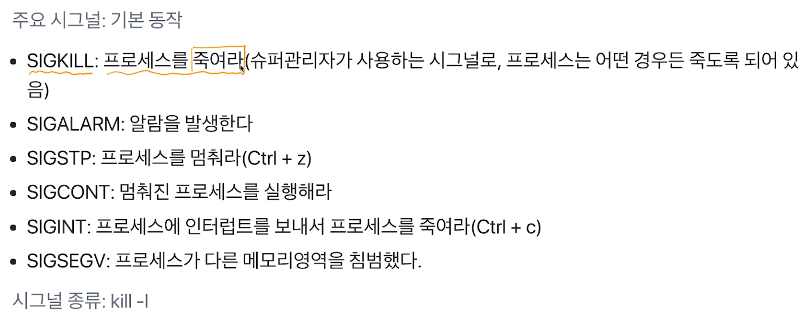 주요 시그널: 기본 동작
• SIGKILL: 프로세스를 죽여라(슈퍼관리자가 사용하는 시그널로, 프로세스는 어떤 경우든 죽도록 되어 있
음)
• SIGALARM: 알람을 발생한다
• SIGSTP: 프로세스를 멈춰라(Ctrl + z)
• SIGCONT: 멈춰진 프로세스를 실행해라
• SIGINT: 프로세스에 인터럽트를 보내서 프로세스를 죽여라(Ctrl + c)
• SIGSEGV: 프로세스가 다른 메모리영역을 침범했다.
시그널 종류: kill -l